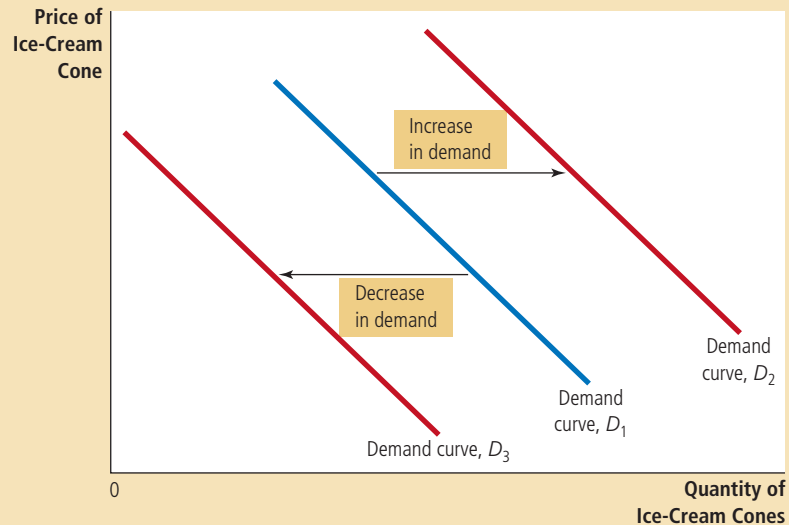 Price of
Ice-Cream
Cone
Increase
in demand
Decrease
in demand
Demand
curve, D2
Demand
curve, D1
Demand curve, D3
0
Quantity of
Ice-Cream Cones